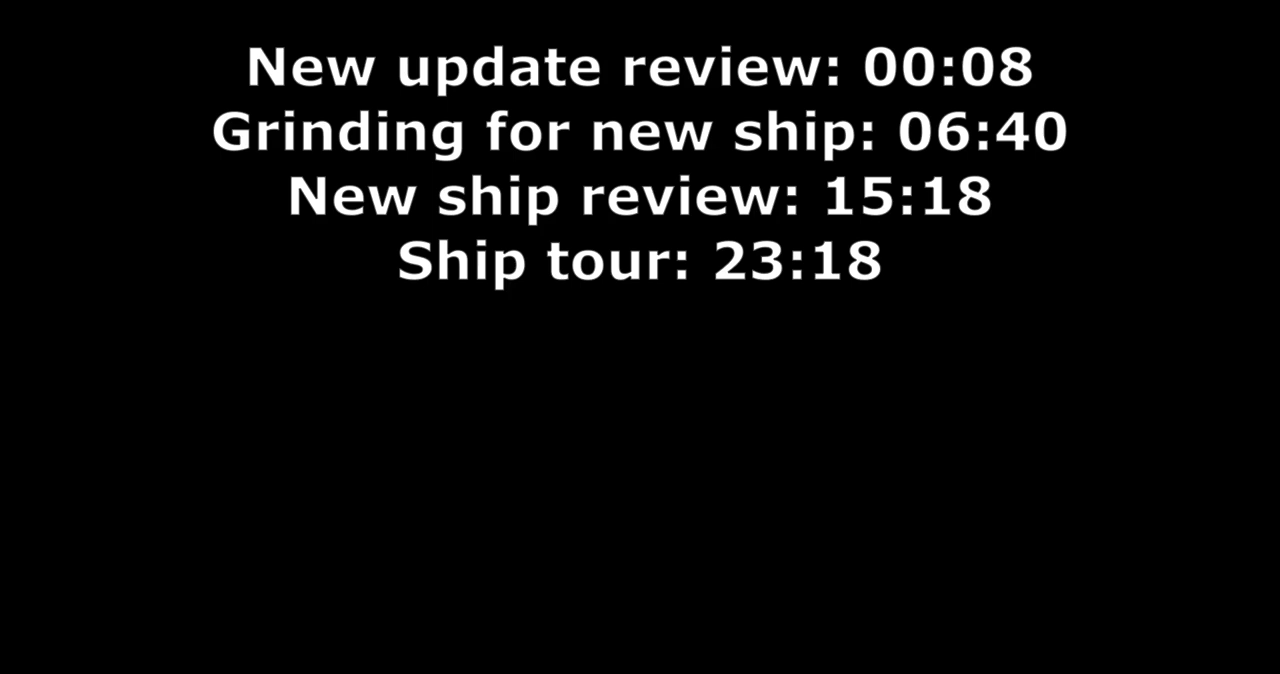 New update review: 00:08
Grinding for new ship: 06:40
New ship review: 15:18
Ship tour: 23:18